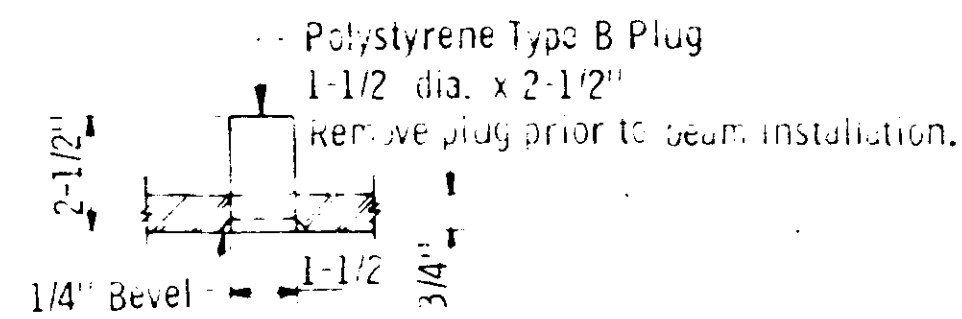 Polystyrene Type B Plug
1-1/2 dia. x 2-1/2"
Remove plug prior to beam installation.
2-1/2"
1-1/2
3/4"
1/4" Bevel